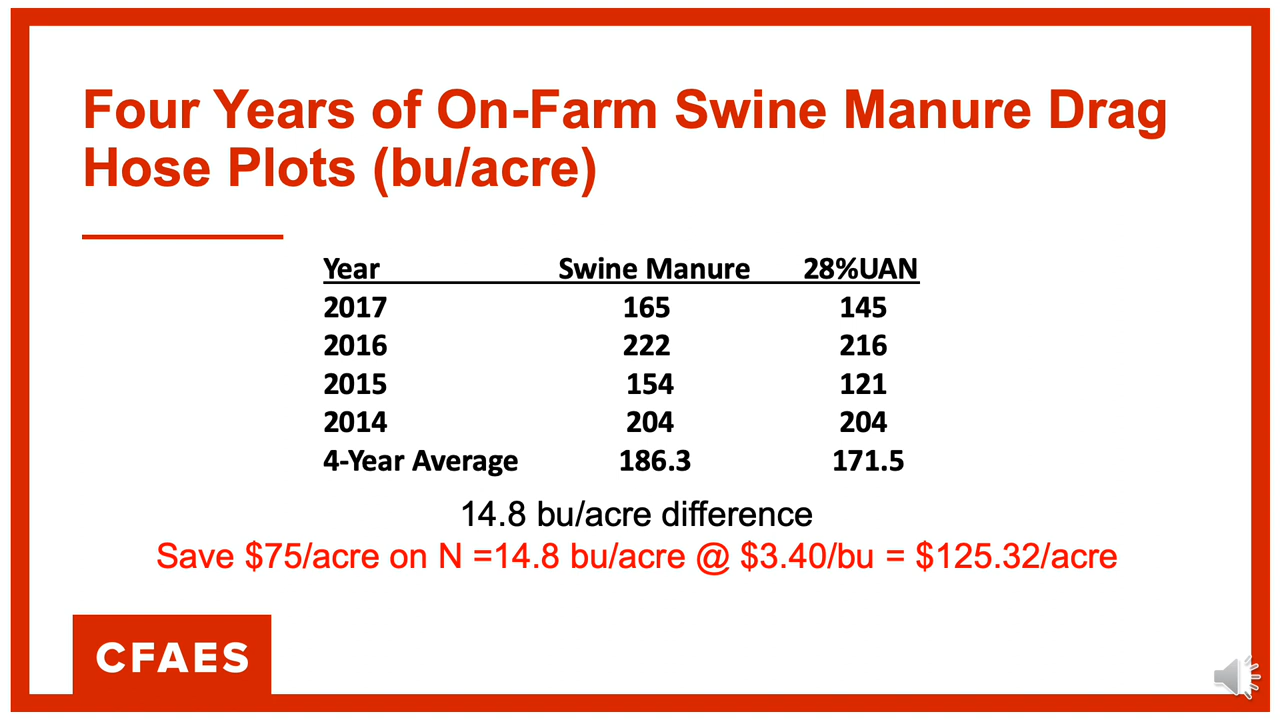 Four Years of On-Farm Swine Manure Drag
Hose Plots (bu/acre)
Year Swine Manure 28%UAN
2017 165 145
2016 222 216
2015 154 121
2014 204 204
4-Year Average 186.3 171.5
14.8 bu/acre difference
Save $75/acre on N =14.8 bu/acre @ $3.40/bu = $125.32/acre
CFAES